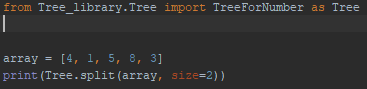 from Tree_library.Tree import TreeForNumber as Tree
array = [4, 1, 5, 8, 3]
print(Tree.split(array, size=2))